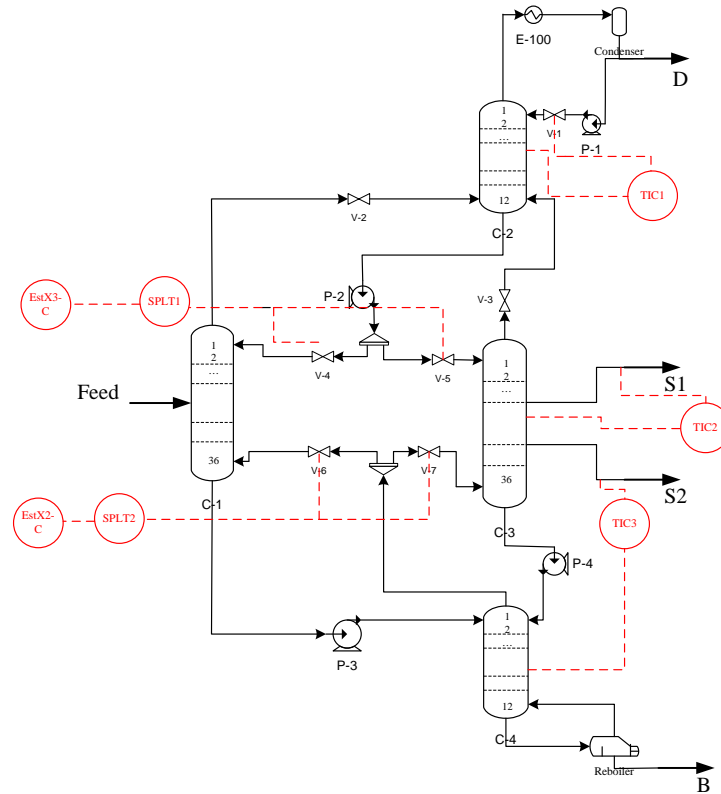 E-100
Condenser
D
1
2
...
12
V-1
P-1
TIC1
V-2
C-2
EstX3-
C
SPLT1
P-2
V-3
1
2
...
36
V-4
V-5
1
2
...
36
Feed
S1
TIC2
V-6
V-7
S2
C-1
C-3
EstX2-
C
SPLT2
TIC3
P-4
1
2
...
12
P-3
C-4
Reboiler
B